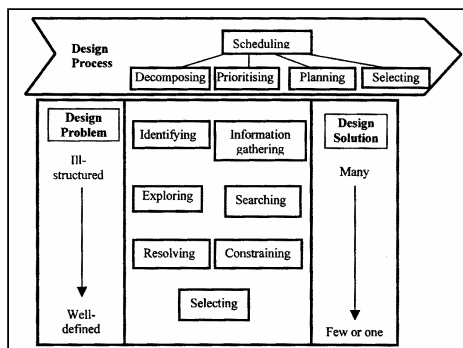 Design
Process
Scheduling
Decomposing
Prioritising
Planning
Selecting
Design
Problem
Ill-
structured
Well-
defined
Identifying
Information
gathering
Exploring
Searching
Resolving
Constraining
Selecting
Design
Solution
Many
Few or one